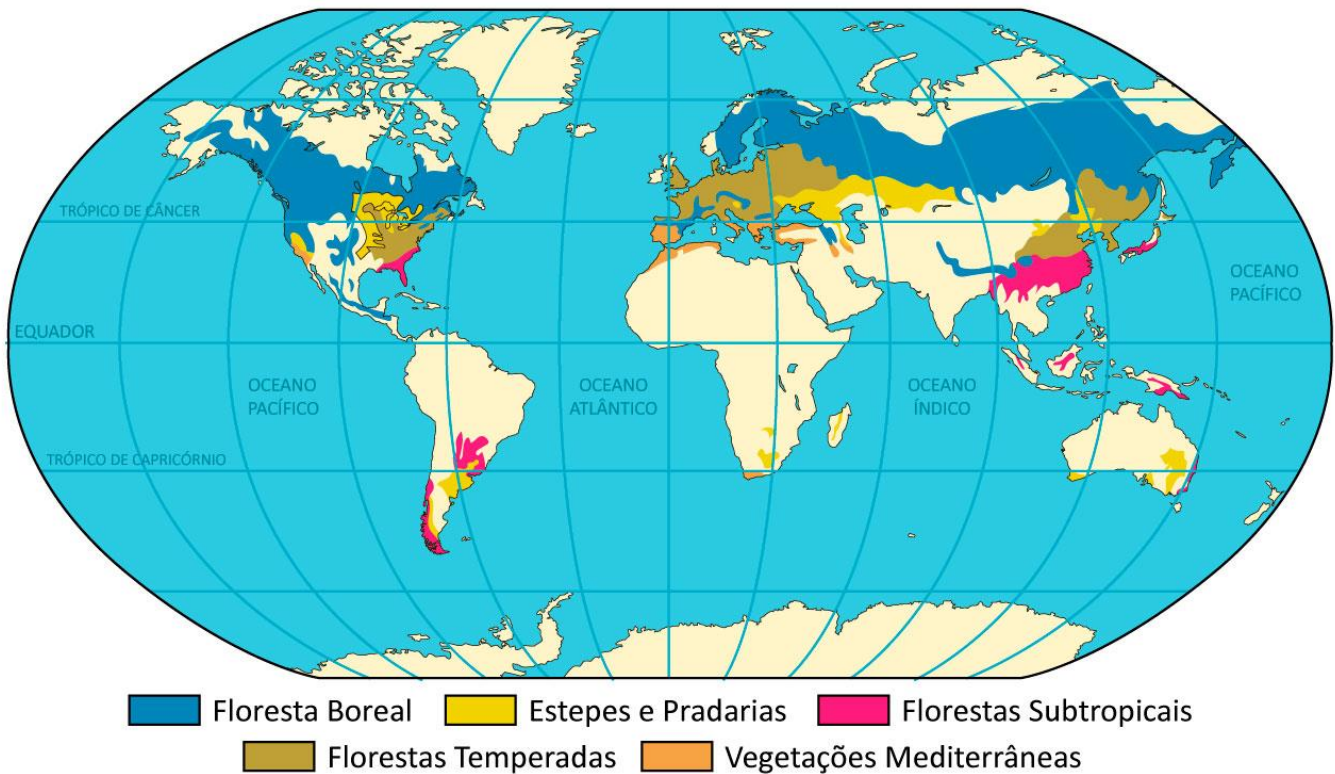 TRÓPICO DE CÂNCER
OCEANO
PACÍFICO
EQUADOR
OCEANO
PACÍFICO
OCEANO
ATLÂNTICO
OCEANO
ÍNDICO
TRÓPICO DE CAPRICÓRNIO
Floresta Boreal
Estepes e Pradarias
Florestas Subtropicais
Florestas Temperadas
Vegetações Mediterrâneas